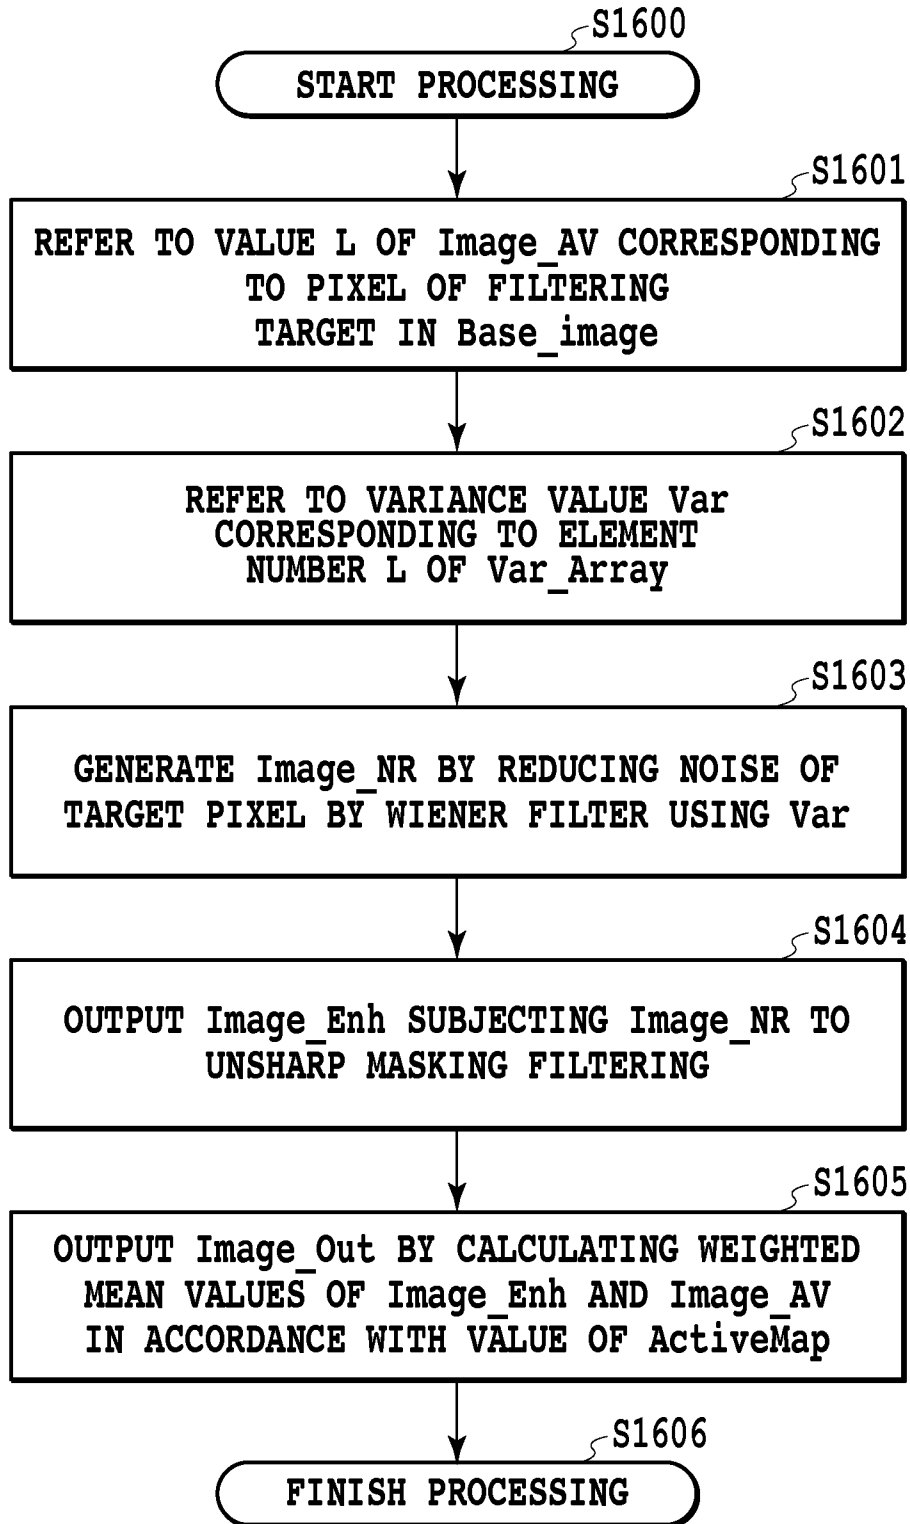 S1600
START PROCESSING
S1601
REFER TO VALUE L OF Image_AV CORRESPONDING
TO PIXEL OF FILTERING
TARGET IN Base_image
S1602
REFER TO VARIANCE VALUE Var
CORRESPONDING TO ELEMENT
NUMBER L OF Var_Array
S1603
GENERATE Image_NR BY REDUCING NOISE OF
TARGET PIXEL BY WIENER FILTER USING Var
S1604
OUTPUT Image_Enh SUBJECTING Image_NR TO
UNSHARP MASKING FILTERING
S1605
OUTPUT Image_Out BY CALCULATING WEIGHTED
MEAN VALUES OF Image_Enh AND Image_AV
IN ACCORDANCE WITH VALUE OF ActiveMap
S1606
FINISH PROCESSING